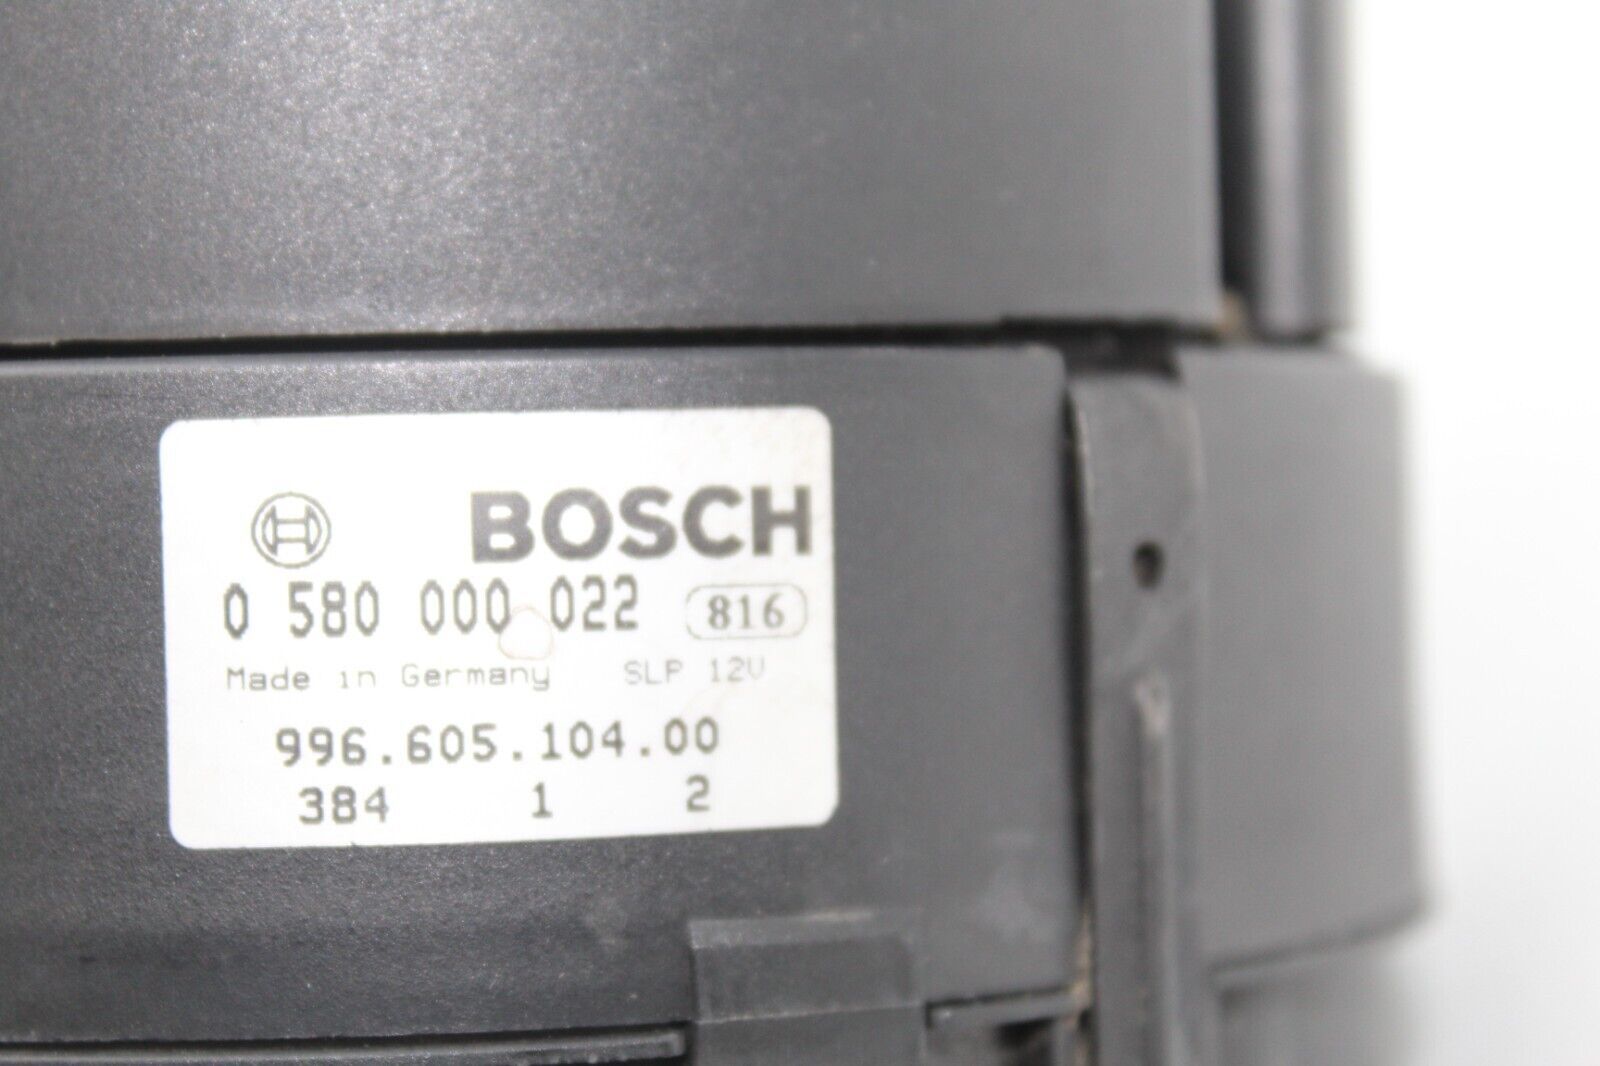 BOSCH
0 580 000 022 816
Made in Germany SLP 12V
996.605.104.00
384 1 2